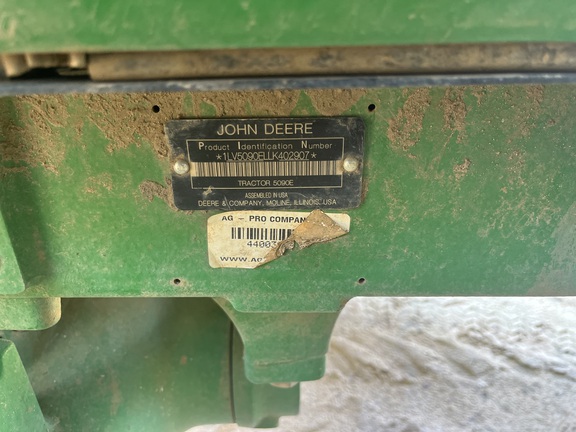 JOHN DEERE
Product Identification Number
*1LV5090ELLK402907*
TRACTOR 5090E
ASSEMBLED IN USA
DEERE & COMPANY, MOLINE, ILLINOIS, USA
AG - PRO COMPAN
4400
WWW.AG